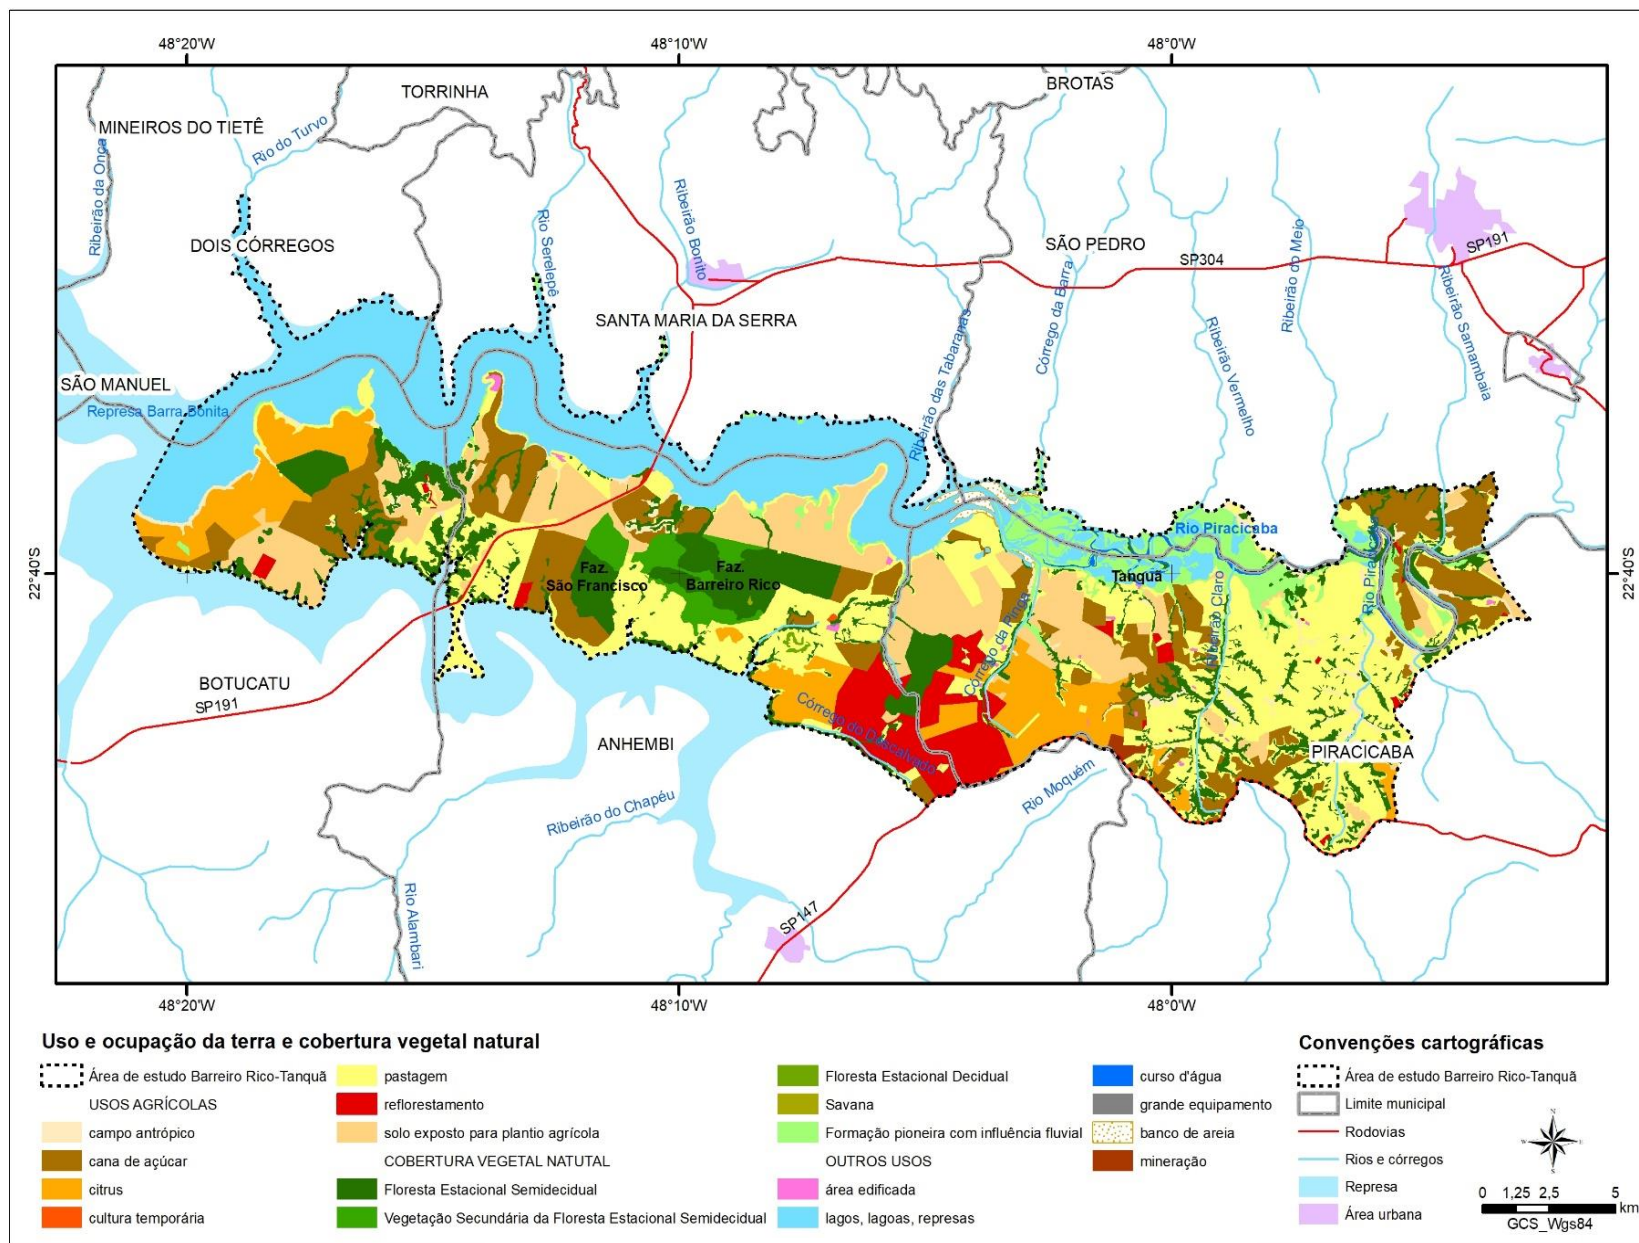 48°20'W 48°10'W 48°0'W
TORRINHA
BROTAS
MINEIROS DO TIETÊ
Rio do Turvo
Ribeirão da Onça
DOIS CÓRREGOS
Rio Serelepê
Ribeirão Bonito
SÃO PEDRO
SP304
SP191
Córrego da Barra
Ribeirão do Meio
Ribeirão Samambaia
SANTA MARIA DA SERRA
Ribeirão das Tabaranas
Ribeirão Vermelho
SÃO MANUEL
Represa Barra Bonita
Rio Piracicaba
22°40'S
22°40'S
Faz.
São Francisco
Faz.
Barreiro Rico
Tanquã
Rio Piracicaba
Ribeirão Claro
Córrego da Pinga
BOTUCATU
SP191
ANHEMBI
Córrego do Descalvado
PIRACICABA
Rio Moquém
Ribeirão do Chapéu
Rio Alambari
SP147
48°20'W 48°10'W 48°0'W
Uso e ocupação da terra e cobertura vegetal natural
Área de estudo Barreiro Rico-Tanquã
USOS AGRÍCOLAS
campo antrópico
cana de açúcar
citrus
cultura temporária
pastagem
reflorestamento
solo exposto para plantio agrícola
COBERTURA VEGETAL NATUTAL
Floresta Estacional Semidecidual
Vegetação Secundária da Floresta Estacional Semidecidual
Floresta Estacional Decidual
Savana
Formação pioneira com influência fluvial
OUTROS USOS
área edificada
lagos, lagoas, represas
curso d'água
grande equipamento
banco de areia
mineração
Convenções cartográficas
Área de estudo Barreiro Rico-Tanquã
Limite municipal
Rodovias
Rios e córregos
Represa
Área urbana
N
W E
S
0 1,25 2,5 5
km
GCS_Wgs84